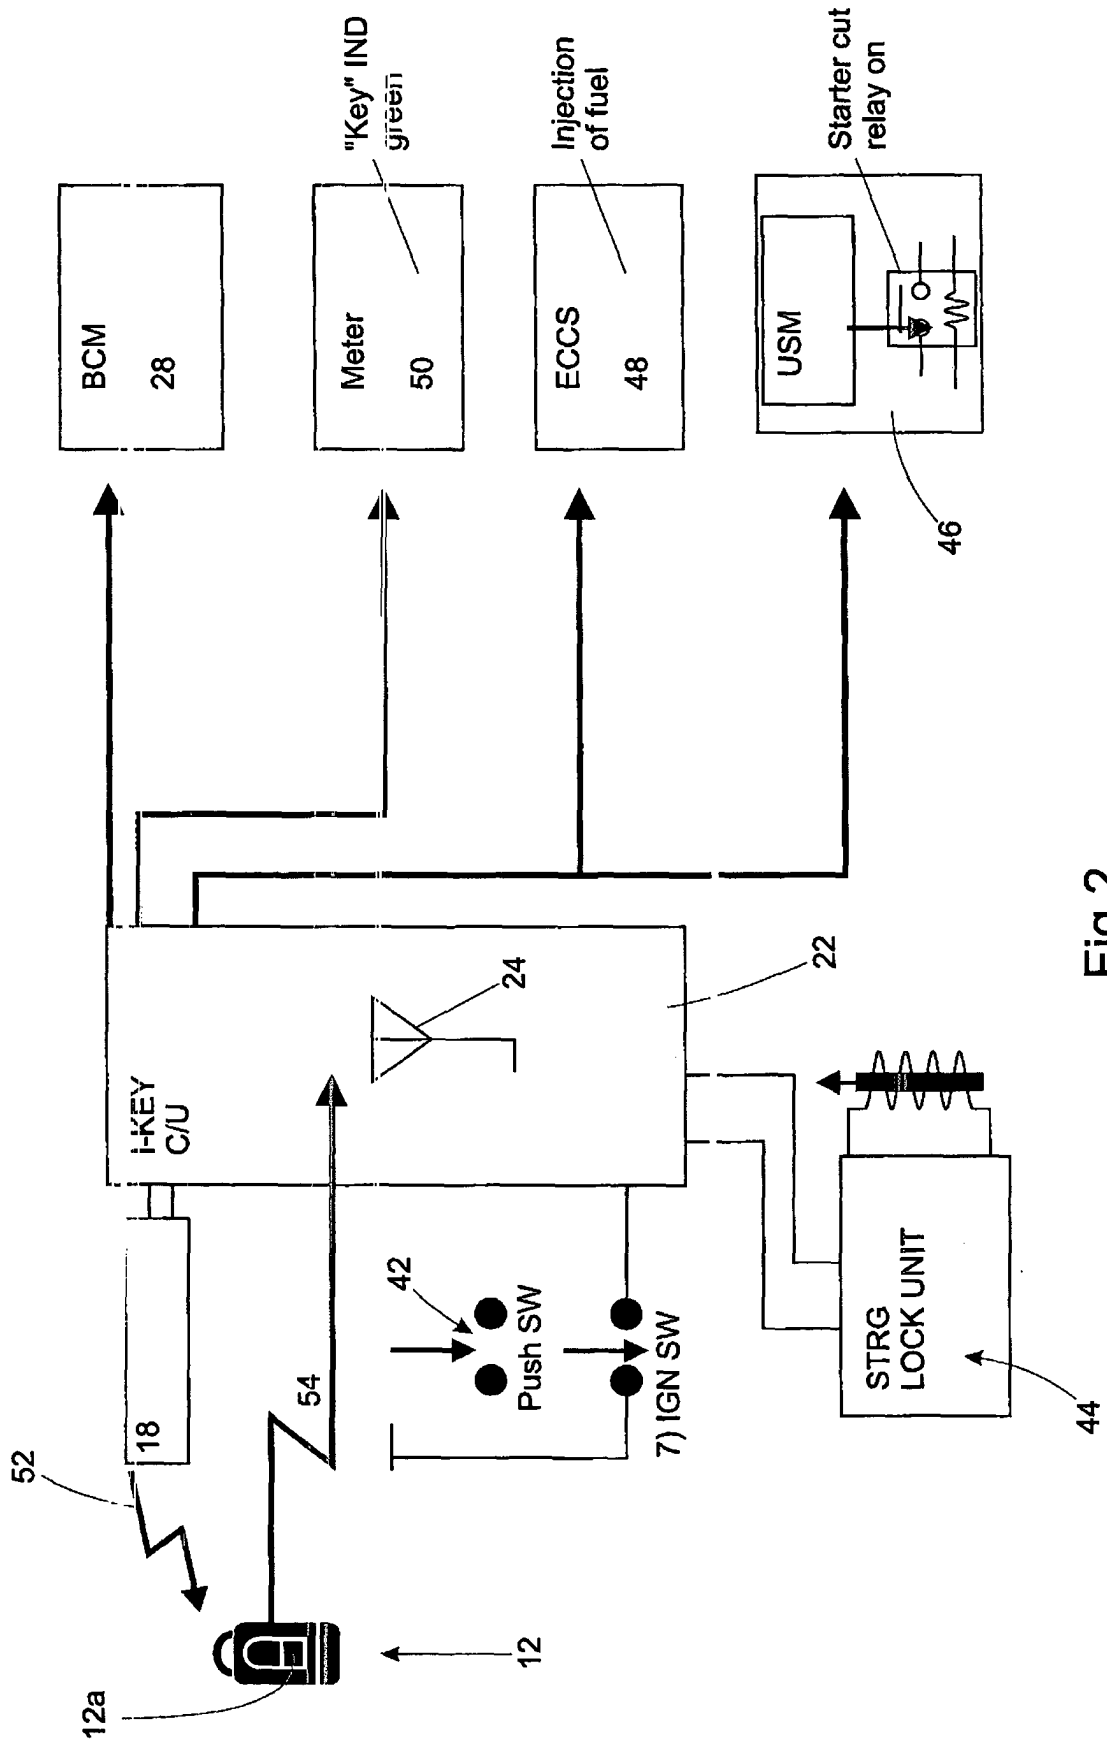 BCM
28
Meter
50
"Key" IND
green
ECCS
48
Injection
of fuel
USM
46
Starter cut
relay on
I-KEY
C/U
24
22
18
52
54
12a
12
42
Push SW
7) IGN SW
STRG
LOCK UNIT
44
Fig 2